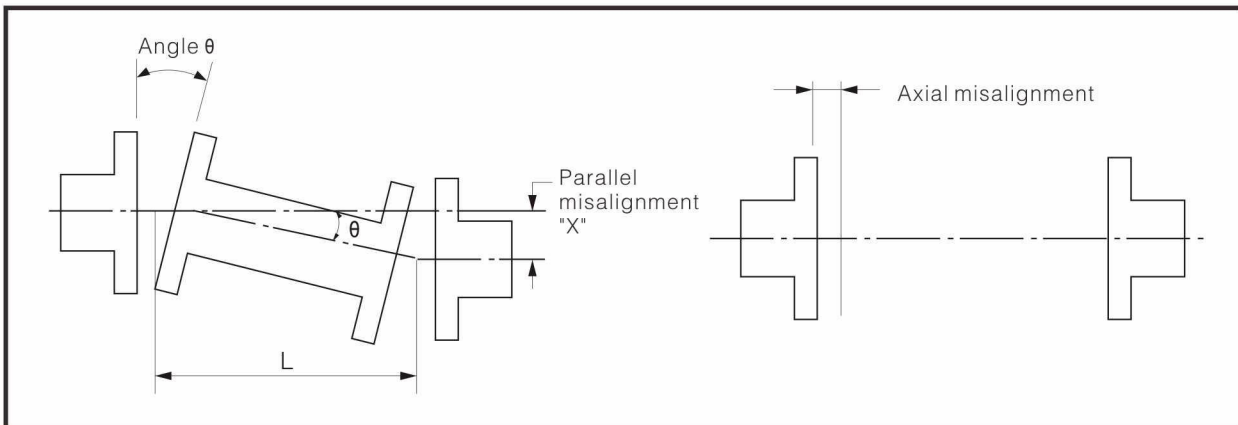 Angle θ
Parallel
misalignment
"X"
θ
L
Axial misalignment